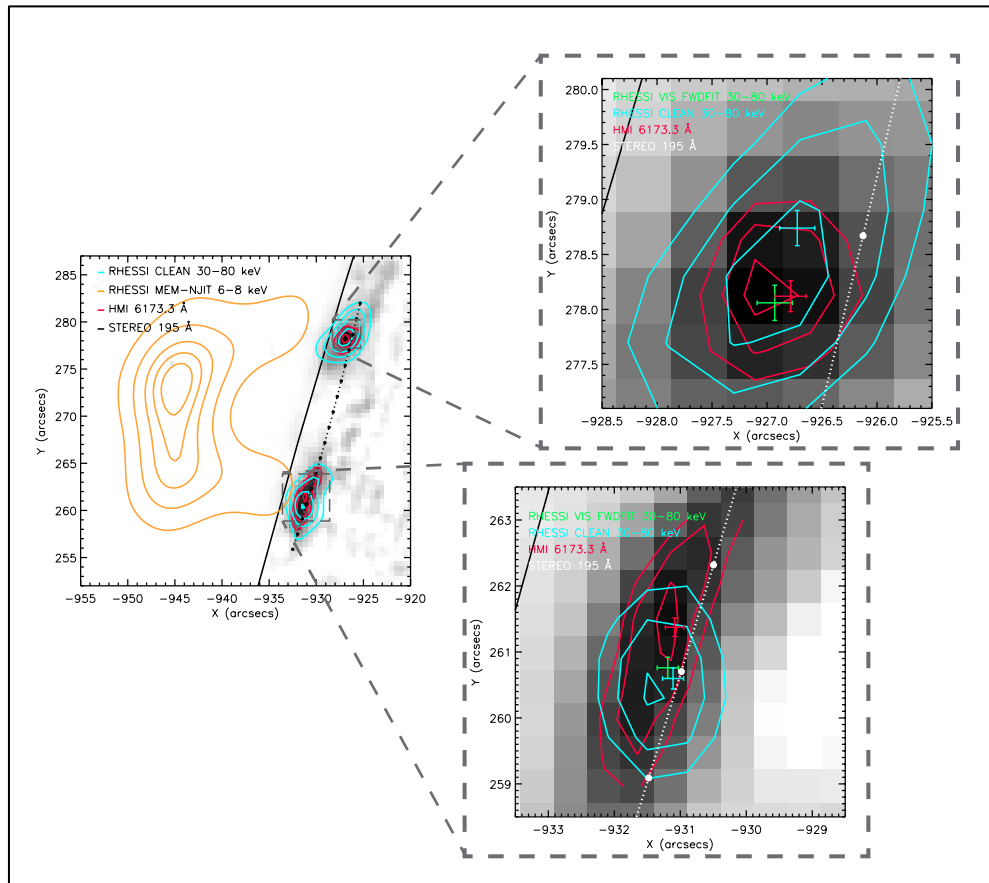 RHESSI VIS FWDFIT 30−80 keV
RHESSI CLEAN 30−80 keV
HMI 6173.3 Å
STEREO 195 Å
280.0
279.5
279.0
278.5
278.0
277.5
Y (arcsecs)
−928.5 −928.0 −927.5 −927.0 −926.5 −926.0 −925.5
X (arcsecs)
RHESSI CLEAN 30−80 keV
RHESSI MEM−NJIT 6−8 keV
HMI 6173.3 Å
STEREO 195 Å
285
280
275
270
265
260
255
Y (arcsecs)
−955 −950 −945 −940 −935 −930 −925 −920
X (arcsecs)
RHESSI VIS FWDFIT 30−80 keV
RHESSI CLEAN 30−80 keV
HMI 6173.3 Å
STEREO 195 Å
263
262
261
260
259
Y (arcsecs)
−933 −932 −931 −930 −929
X (arcsecs)